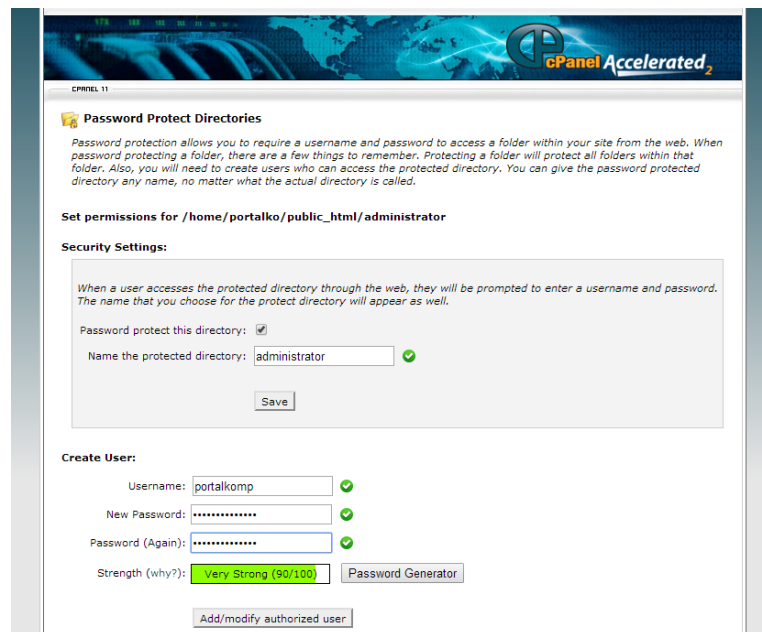 cPanel Accelerated2
CPANEL 11
Password Protect Directories
Password protection allows you to require a username and password to access a folder within your site from the web. When
password protecting a folder, there are a few things to remember. Protecting a folder will protect all folders within that
folder. Also, you will need to create users who can access the protected directory. You can give the password protected
directory any name, no matter what the actual directory is called.
Set permissions for /home/portalko/public_html/administrator
Security Settings:
When a user accesses the protected directory through the web, they will be prompted to enter a username and password.
The name that you choose for the protect directory will appear as well.
Password protect this directory:
Name the protected directory: administrator
Save
Create User:
Username: portalkomp
New Password: ••••••••••••••
Password (Again): ••••••••••••••
Strength (why?): Very Strong (90/100) Password Generator
Add/modify authorized user